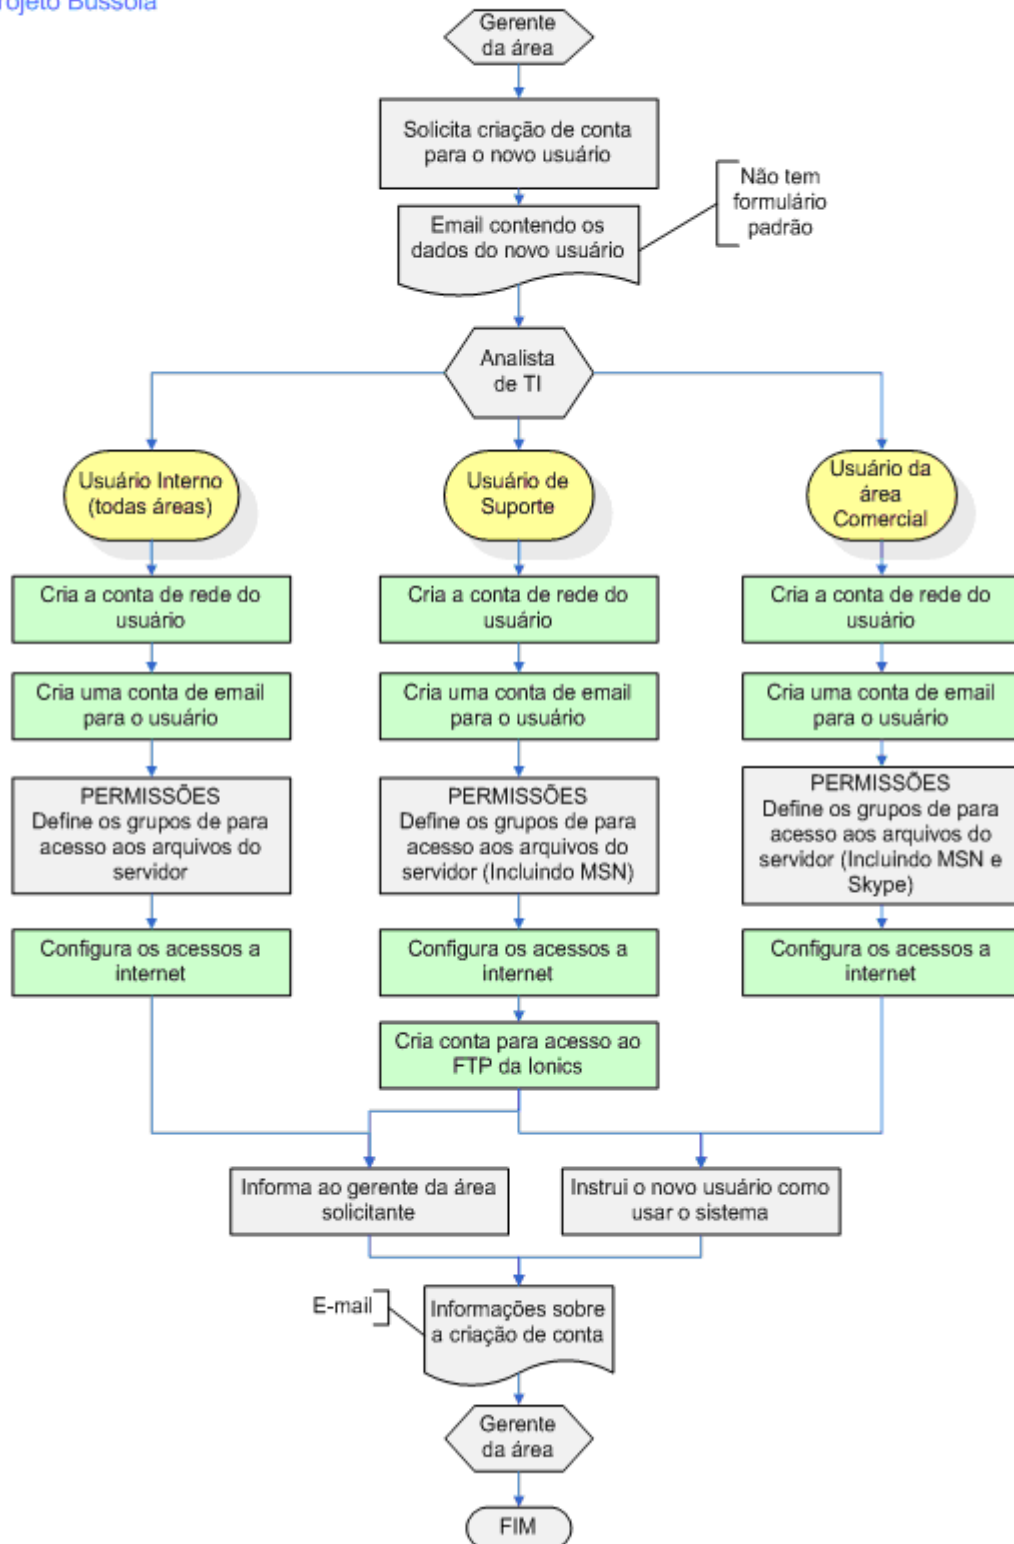 rojeto Bussola
Gerente
da área
Solicita criação de conta
para o novo usuário
Não tem
formulário
padrão
Email contendo os
dados do novo usuário
Analista
de TI
Usuário Interno
(todas áreas)
Usuário de
Suporte
Usuário da
área
Comercial
Cria a conta de rede do
usuário
Cria a conta de rede do
usuário
Cria a conta de rede do
usuário
Cria uma conta de email
para o usuário
Cria uma conta de email
para o usuário
Cria uma conta de email
para o usuário
PERMISSÕES
Define os grupos de para
acesso aos arquivos do
servidor
PERMISSÕES
Define os grupos de para
acesso aos arquivos do
servidor (Incluindo MSN)
PERMISSÕES
Define os grupos de para
acesso aos arquivos do
servidor (Incluindo MSN e
Skype)
Configura os acessos a
internet
Configura os acessos a
internet
Configura os acessos a
internet
Cria conta para acesso ao
FTP da Ionics
Informa ao gerente da área
solicitante
Instrui o novo usuário como
usar o sistema
E-mail
Informações sobre
a criação de conta
Gerente
da área
FIM